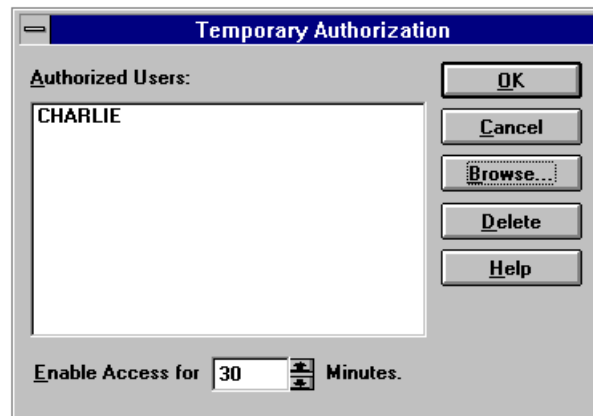 Temporary Authorization
Authorized Users:
CHARLIE
OK
Cancel
Browse...
Delete
Help
Enable Access for 30 Minutes.